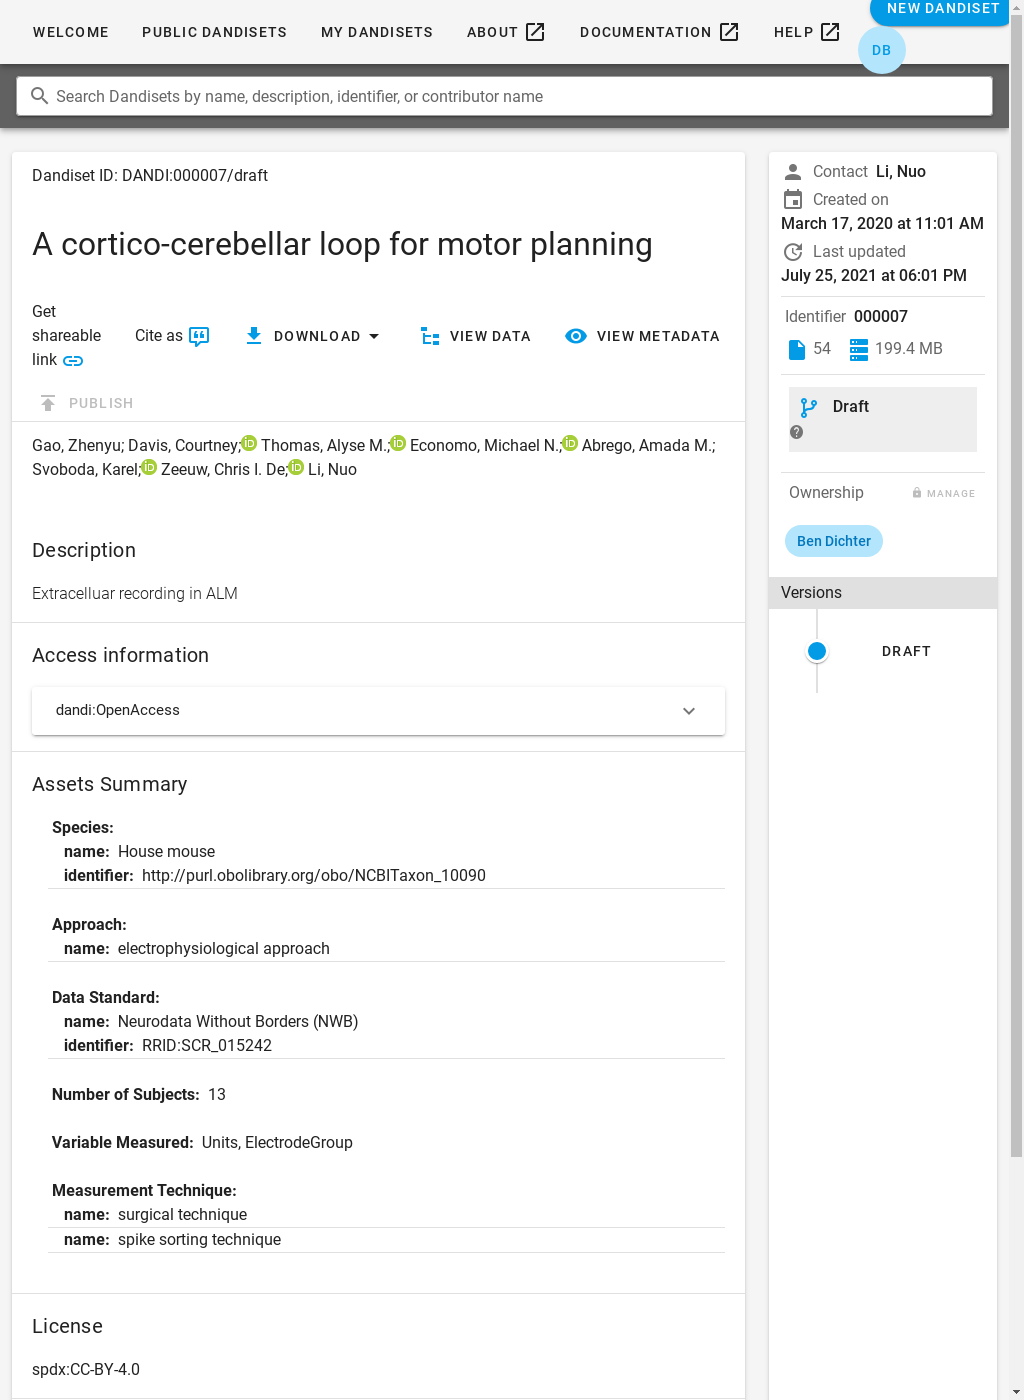 WELCOME PUBLIC DANDISETS MY DANDISETS ABOUT DOCUMENTATION HELP NEW DANDISET
DB
Search Dandisets by name, description, identifier, or contributor name
Dandiset ID: DANDI:000007/draft
A cortico-cerebellar loop for motor planning
Get
shareable
link
Cite as DOWNLOAD VIEW DATA VIEW METADATA
PUBLISH
Gao, Zhenyu; Davis, Courtney; iD Thomas, Alyse M.; iD Economo, Michael N.; iD Abrego, Amada M.;
Svoboda, Karel; iD Zeeuw, Chris I. De; iD Li, Nuo
Description
Extracelluar recording in ALM
Access information
dandi:OpenAccess
Assets Summary
Species:
name: House mouse
identifier: http://purl.obolibrary.org/obo/NCBITaxon_10090
Approach:
name: electrophysiological approach
Data Standard:
name: Neurodata Without Borders (NWB)
identifier: RRID:SCR_015242
Number of Subjects: 13
Variable Measured: Units, ElectrodeGroup
Measurement Technique:
name: surgical technique
name: spike sorting technique
License
spdx:CC-BY-4.0
Contact Li, Nuo
Created on
March 17, 2020 at 11:01 AM
Last updated
July 25, 2021 at 06:01 PM
Identifier 000007
54 199.4 MB
Draft
?
Ownership MANAGE
Ben Dichter
Versions
DRAFT